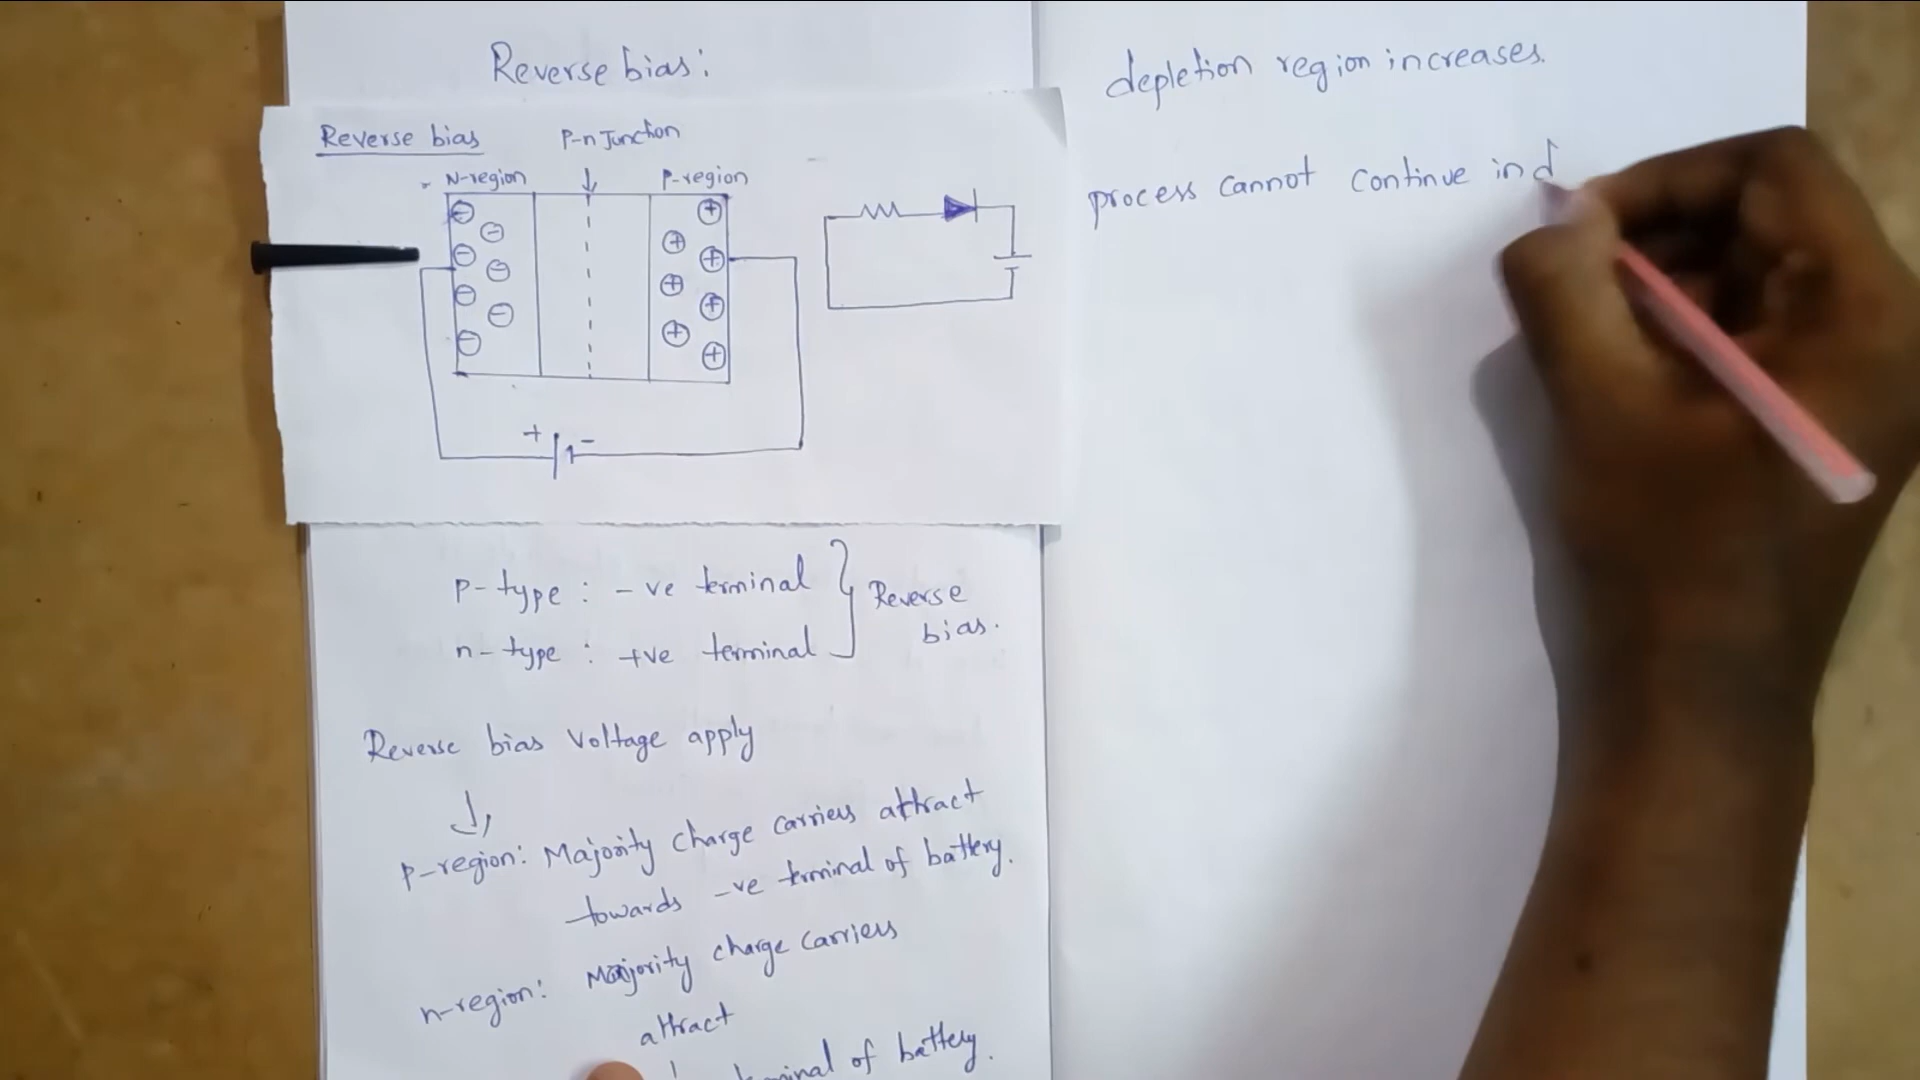 Reverse bias:
Reverse bias
P-n Junction
N-region
P-region
+ -
P-type : -ve terminal
n-type : +ve terminal
Reverse
bias.
Reverse bias Voltage apply
P-region: Majority charge carriers attract
towards -ve terminal of battery.
n-region: Majority charge carriers
attract
of battery.
depletion region increases.
process cannot continue ind